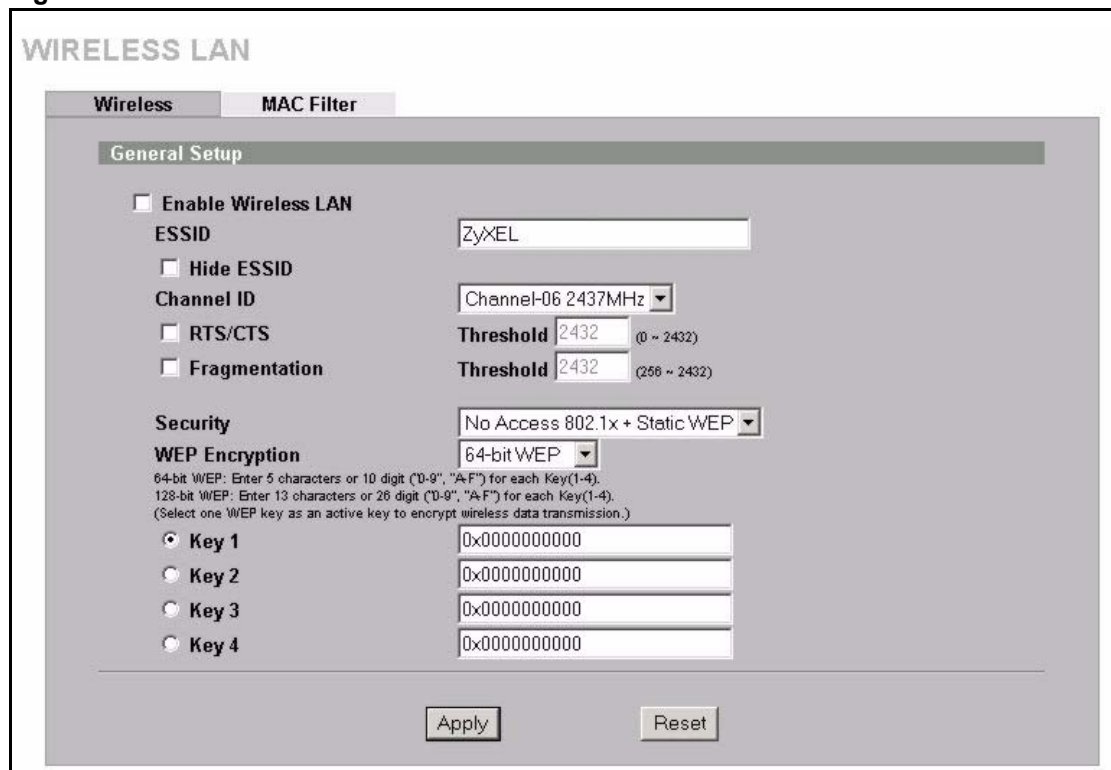 WIRELESS LAN
Wireless MAC Filter
General Setup
Enable Wireless LAN
ESSID ZyXEL
Hide ESSID
Channel ID Channel-06 2437MHz
RTS/CTS Threshold 2432 (0 ~ 2432)
Fragmentation Threshold 2432 (256 ~ 2432)
Security No Access 802.1x + Static WEP
WEP Encryption 64-bit WEP
64-bit WEP: Enter 5 characters or 10 digit ("0-9", "A-F") for each Key(1-4).
128-bit WEP: Enter 13 characters or 26 digit ("0-9", "A-F") for each Key(1-4).
(Select one WEP key as an active key to encrypt wireless data transmission.)
Key 1 0x0000000000
Key 2 0x0000000000
Key 3 0x0000000000
Key 4 0x0000000000
Apply Reset